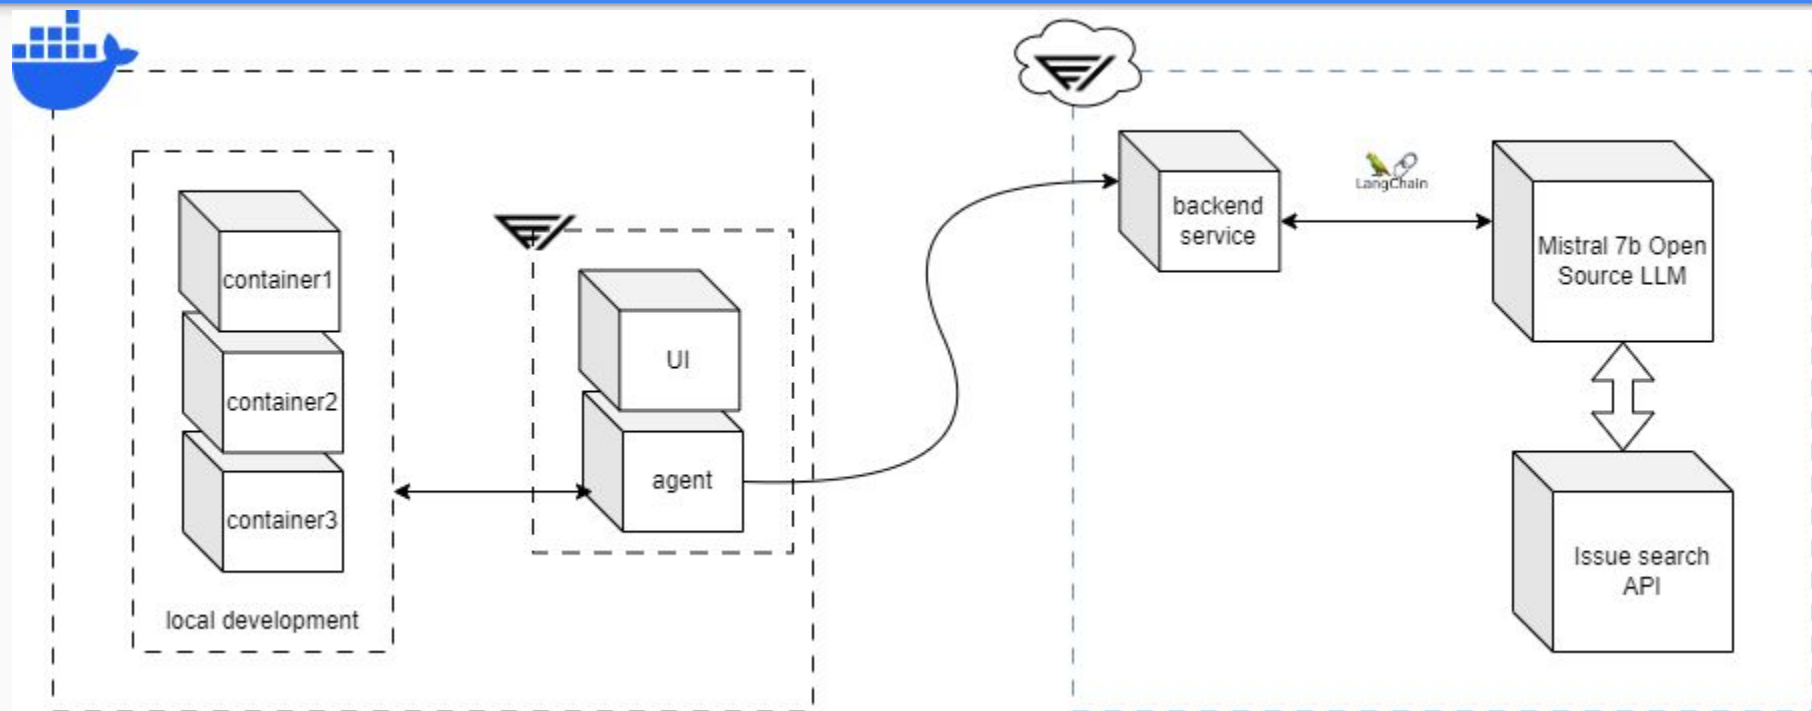 container1
container2
container3
local development
UI
agent
backend
service
LangChain
Mistral 7b Open
Source LLM
Issue search
API